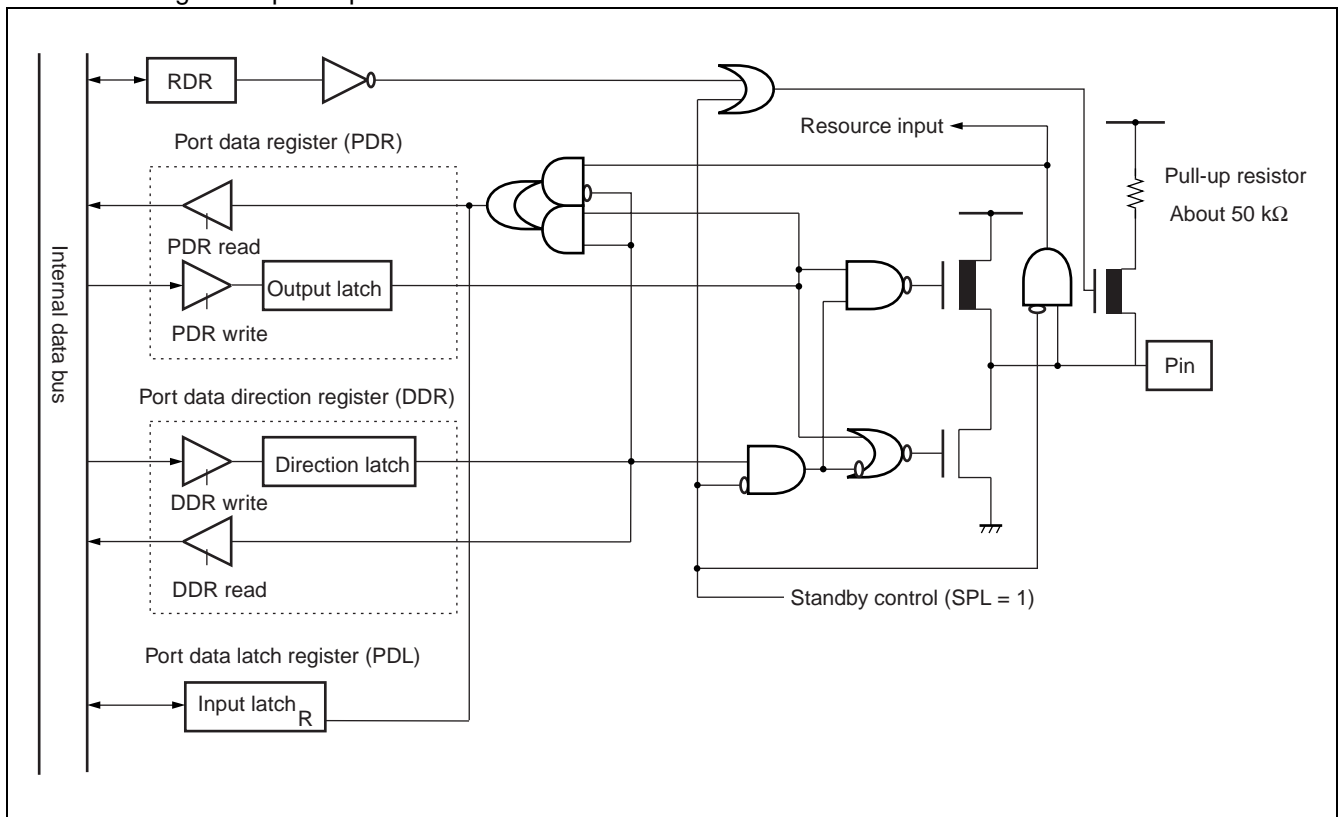 RDR
Port data register (PDR)
Resource input
Pull-up resistor
About 50 kΩ
PDR read
Output latch
PDR write
Internal data bus
Pin
Port data direction register (DDR)
Direction latch
DDR write
DDR read
Standby control (SPL = 1)
Port data latch register (PDL)
Input latch
R